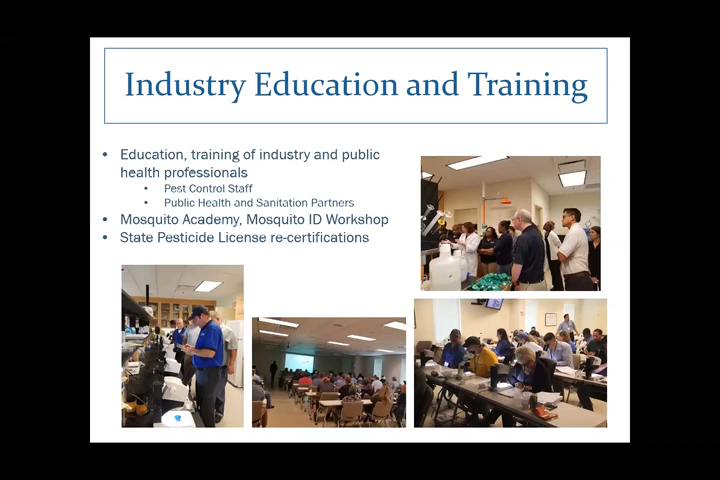 Industry Education and Training
• Education, training of industry and public
health professionals
• Pest Control Staff
• Public Health and Sanitation Partners
• Mosquito Academy, Mosquito ID Workshop
• State Pesticide License re-certifications